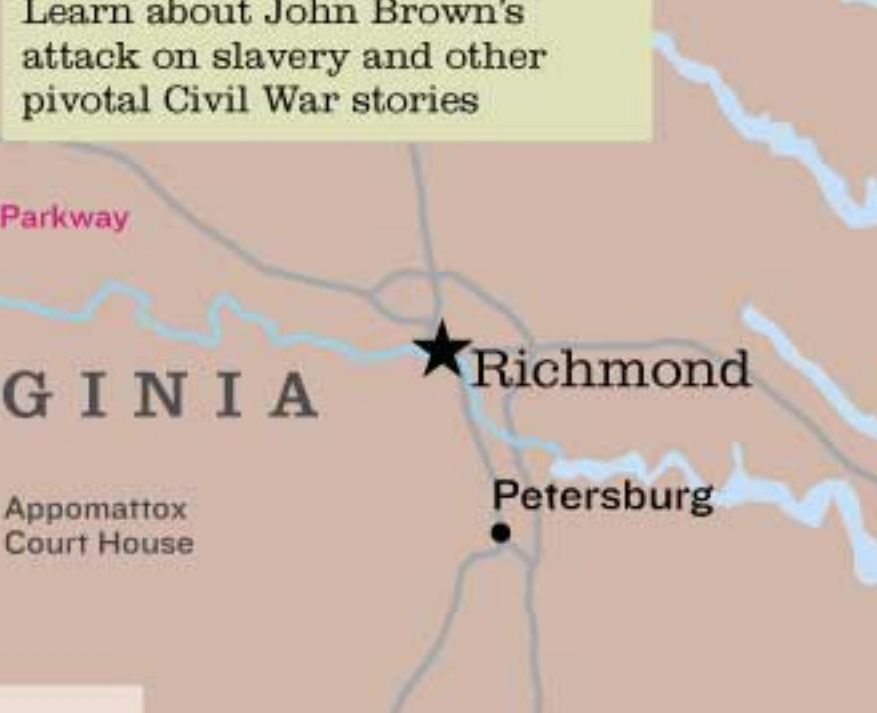 Learn about John Brown's
attack on slavery and other
pivotal Civil War stories
Parkway
Richmond
GINIA
Petersburg
Appomattox
Court House